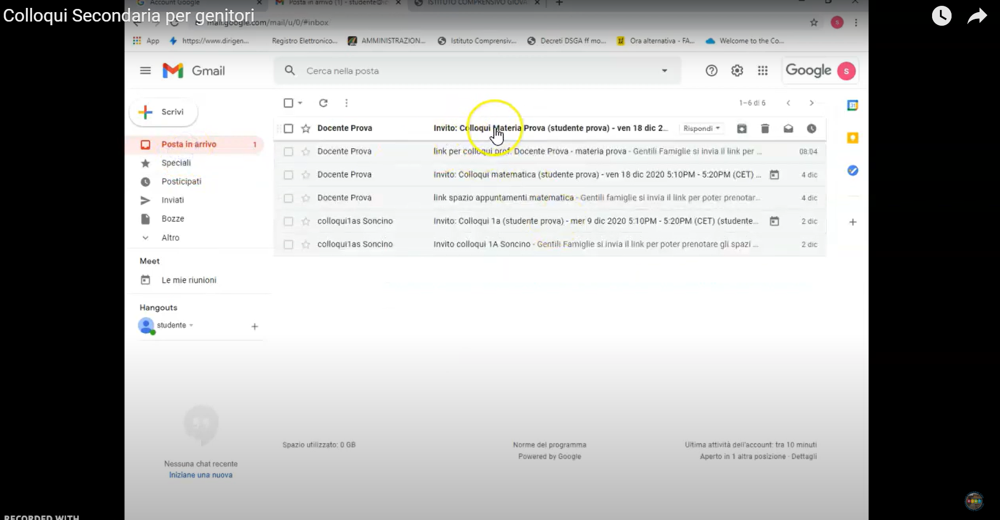 Colloqui Secondaria per genitori
Account Google
Posta in arrivo (1) - studente@
ISTITUTO COMPRENSIVO GIOVA
mail.google.com/mail/u/0/#inbox
App
https://www.dirigen...
Registro Elettronico...
AMMINISTRAZION...
Istituto Comprensiv...
Decreti DSGA ff mo...
Ora alternativa - FA...
Welcome to the Co...
Gmail
Cerca nella posta
Google
S
Scrivi
1–6 di 6
Posta in arrivo 1
Speciali
Posticipati
Inviati
Bozze
Altro
Meet
Le mie riunioni
Hangouts
studente
Docente Prova Invito: Colloqui Materia Prova (studente prova) - ven 18 dic 2... Rispondi
Docente Prova link per colloqui prof. Docente Prova - materia prova - Gentili Famiglie si invia il link per ... 08:04
Docente Prova Invito: Colloqui matematica (studente prova) - ven 18 dic 2020 5:10PM - 5:20PM (CET) ... 4 dic
Docente Prova link spazio appuntamenti matematica - Gentili famiglie si invia il link per poter prenotar... 4 dic
colloqui1as Soncino Invito: Colloqui 1a (studente prova) - mer 9 dic 2020 5:10PM - 5:20PM (CET) (studente... 2 dic
colloqui1as Soncino Invito colloqui 1A Soncino - Gentili Famiglie si invia il link per poter prenotare gli spazi ... 2 dic
Nessuna chat recente
Iniziane una nuova
Spazio utilizzato: 0 GB
Norme del programma
Powered by Google
Ultima attività dell'account: tra 10 minuti
Aperto in 1 altra posizione · Dettagli
RECORDED WITH